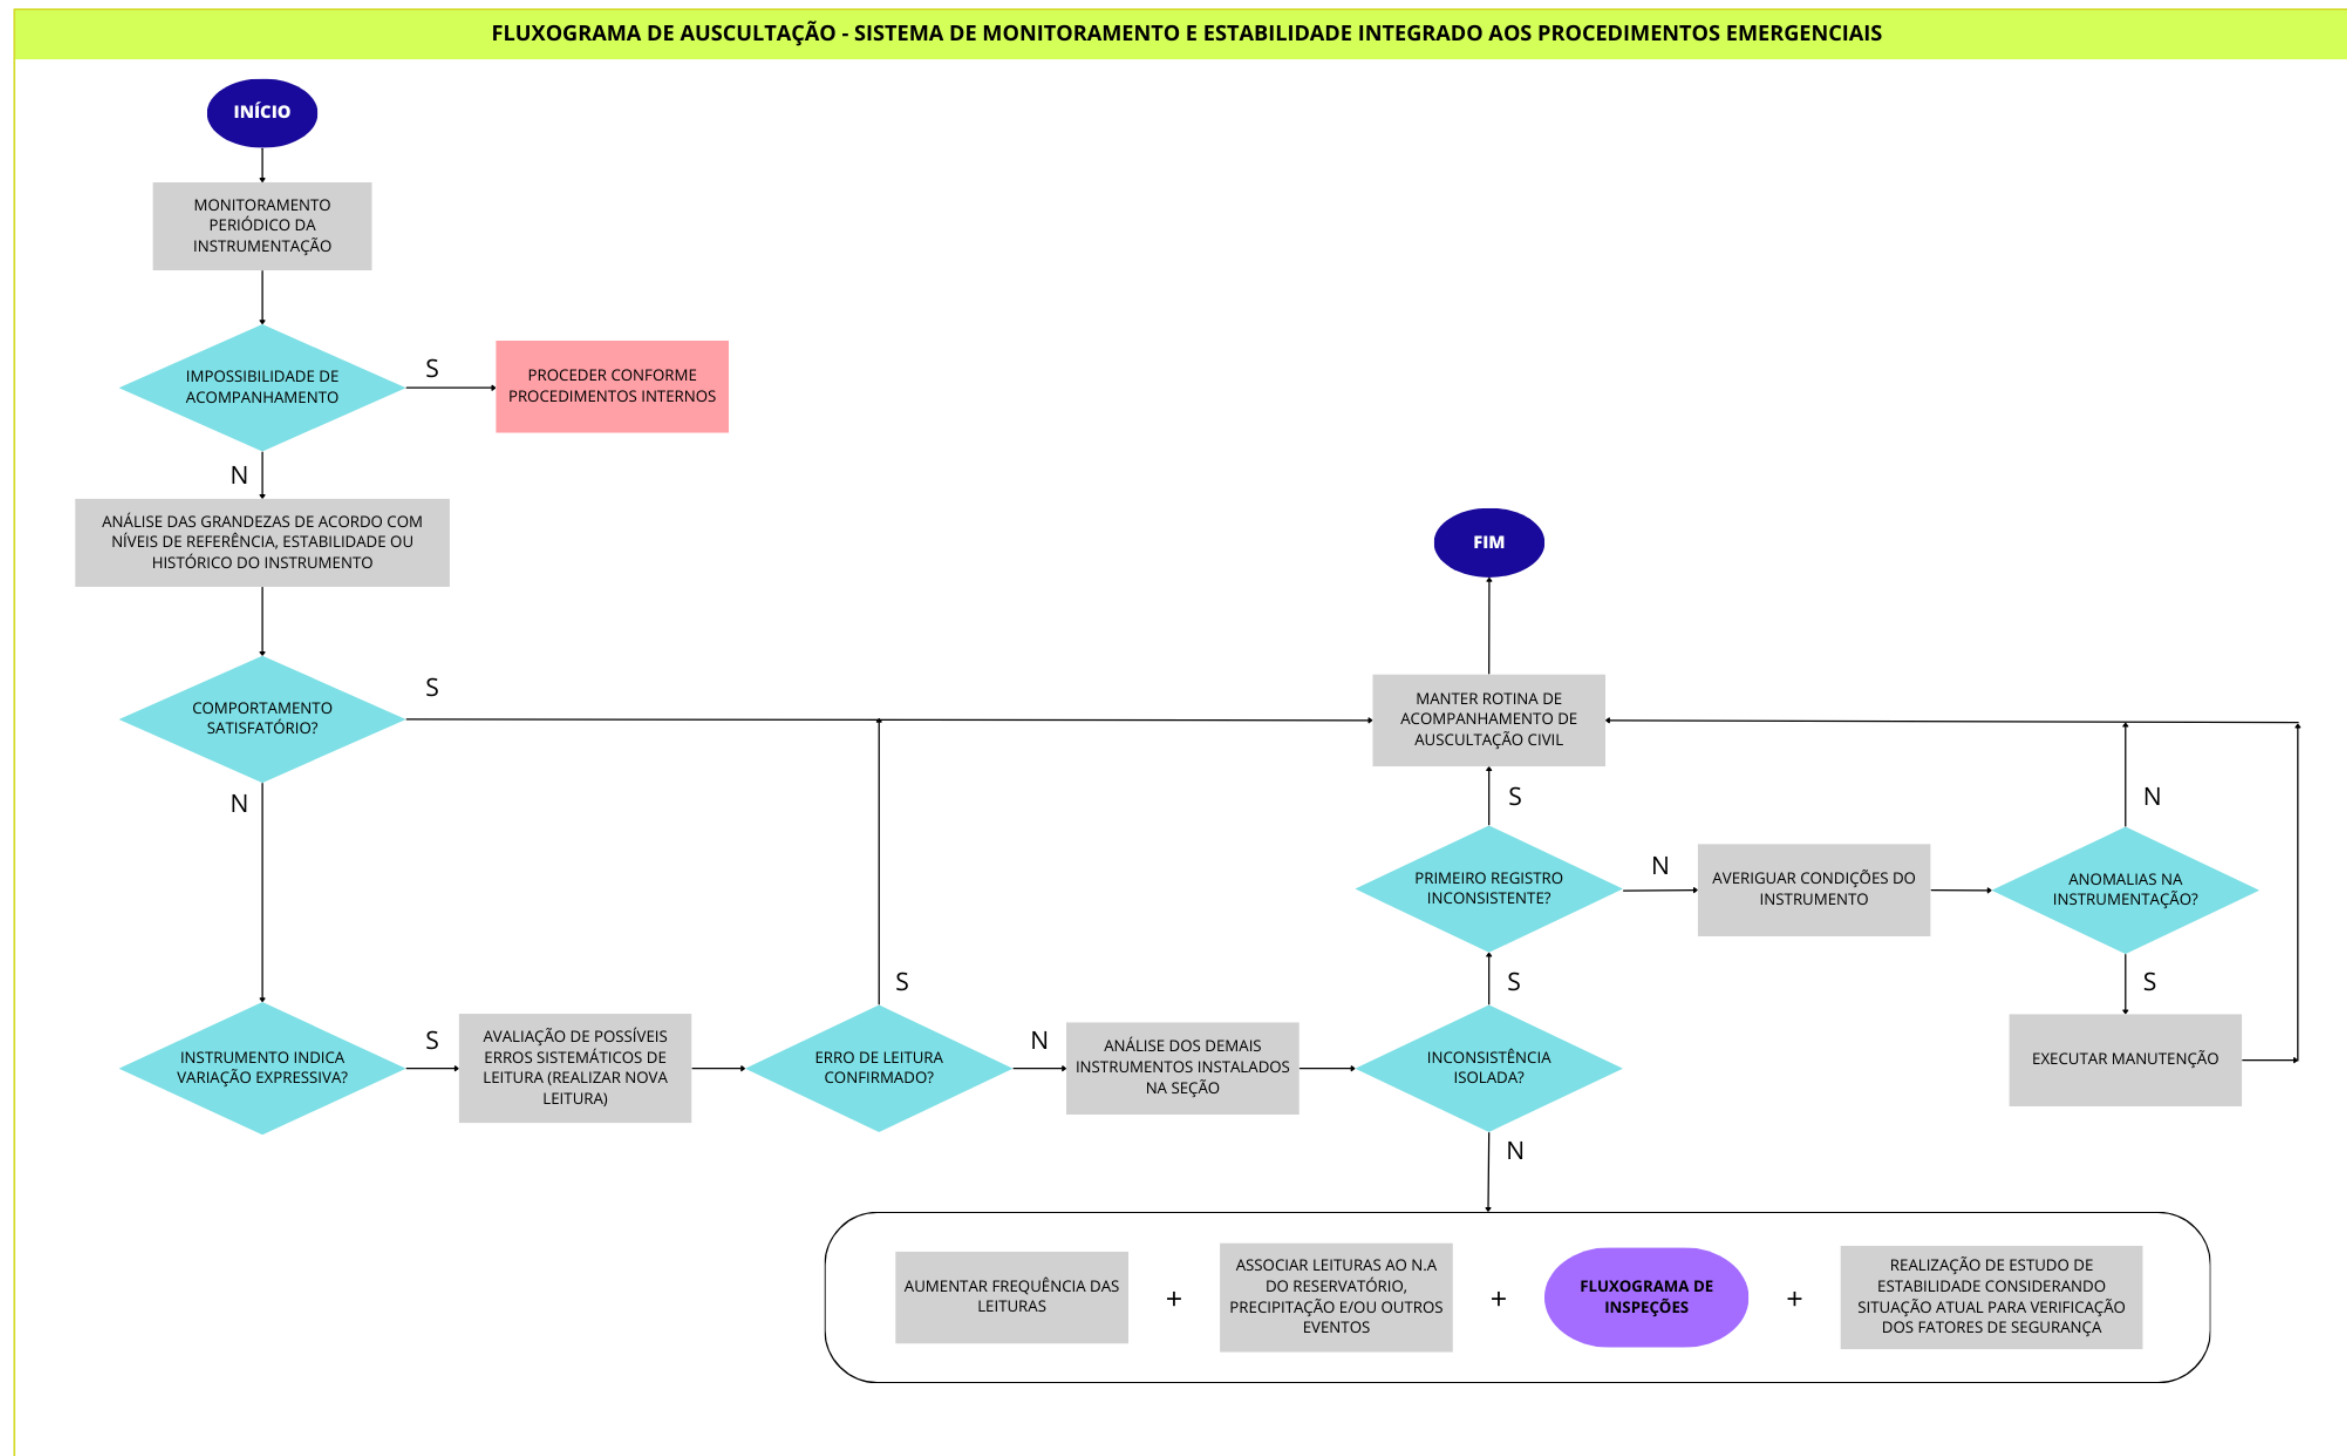 FLUXOGRAMA DE AUSCULTAÇÃO - SISTEMA DE MONITORAMENTO E ESTABILIDADE INTEGRADO AOS PROCEDIMENTOS EMERGENCIAIS
INÍCIO
MONITORAMENTO
PERIÓDICO DA
INSTRUMENTAÇÃO
IMPOSSIBILIDADE DE
ACOMPANHAMENTO
S
PROCEDER CONFORME
PROCEDIMENTOS INTERNOS
N
ANÁLISE DAS GRANDEZAS DE ACORDO COM
NÍVEIS DE REFERÊNCIA, ESTABILIDADE OU
HISTÓRICO DO INSTRUMENTO
FIM
COMPORTAMENTO
SATISFATÓRIO?
S
MANTER ROTINA DE
ACOMPANHAMENTO DE
AUSCULTAÇÃO CIVIL
N
S
N
PRIMEIRO REGISTRO
INCONSISTENTE?
N
AVERIGUAR CONDIÇÕES DO
INSTRUMENTO
ANOMALIAS NA
INSTRUMENTAÇÃO?
S
S
S
INSTRUMENTO INDICA
VARIAÇÃO EXPRESSIVA?
S
AVALIAÇÃO DE POSSÍVEIS
ERROS SISTEMÁTICOS DE
LEITURA (REALIZAR NOVA
LEITURA)
ERRO DE LEITURA
CONFIRMADO?
N
ANÁLISE DOS DEMAIS
INSTRUMENTOS INSTALADOS
NA SEÇÃO
INCONSISTÊNCIA
ISOLADA?
EXECUTAR MANUTENÇÃO
N
AUMENTAR FREQUÊNCIA DAS
LEITURAS
+
ASSOCIAR LEITURAS AO N.A
DO RESERVATÓRIO,
PRECIPITAÇÃO E/OU OUTROS
EVENTOS
+
FLUXOGRAMA DE
INSPEÇÕES
+
REALIZAÇÃO DE ESTUDO DE
ESTABILIDADE CONSIDERANDO
SITUAÇÃO ATUAL PARA VERIFICAÇÃO
DOS FATORES DE SEGURANÇA